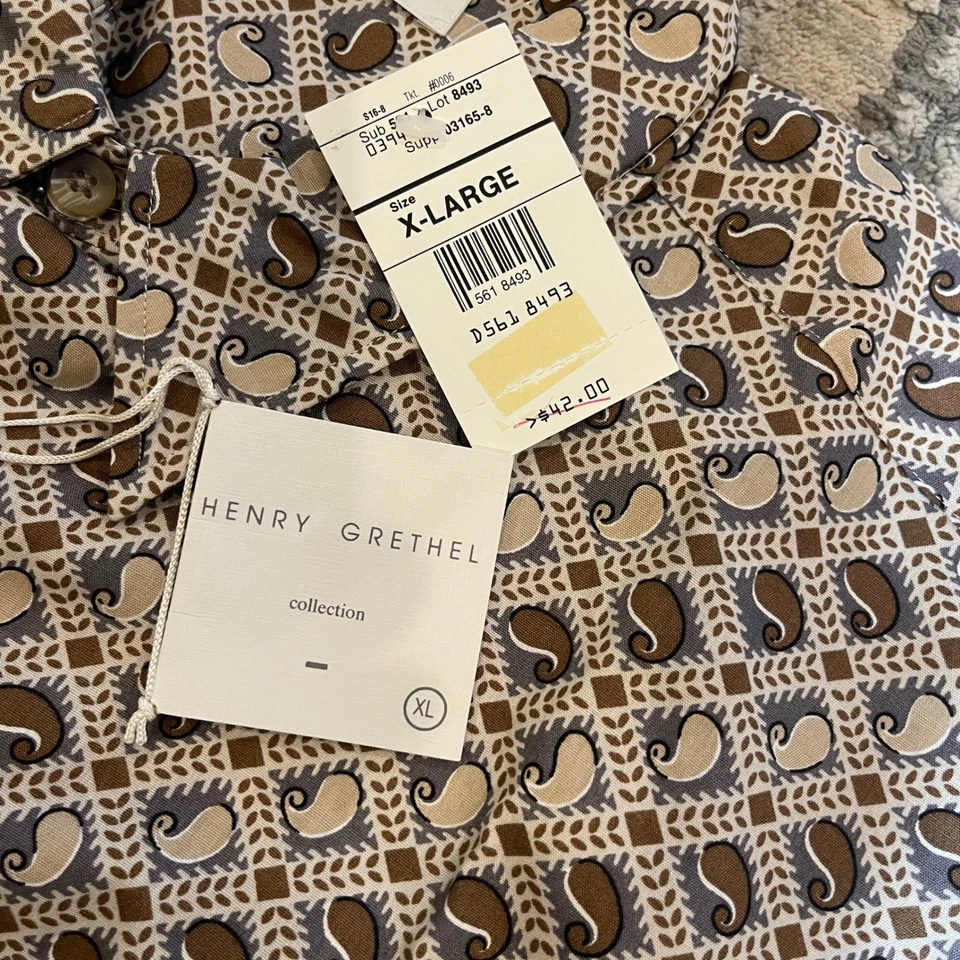 S16-8 Tkt. #0006
Sub Lot 8493
Supp 03165-8
Size
X-LARGE
561 8493
D561 8493
>$42.00
HENRY GRETHEL
collection
XL